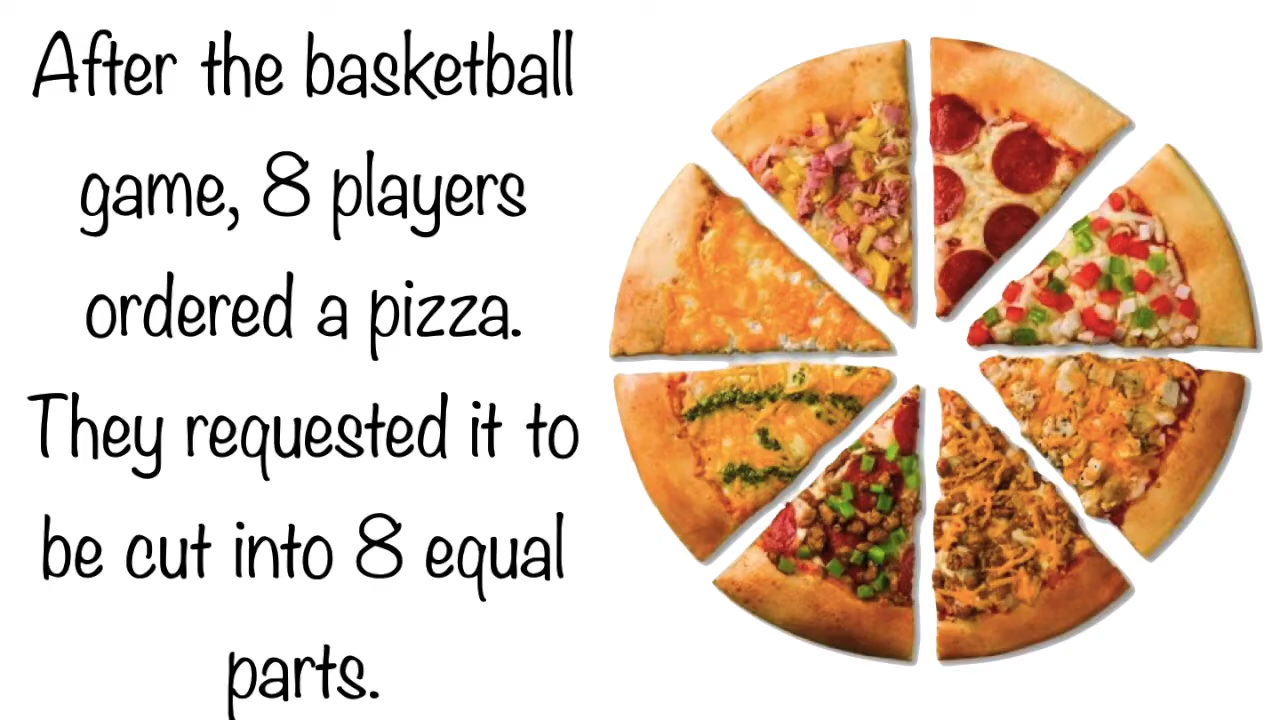 After the basketball
game, 8 players
ordered a pizza.
They requested it to
be cut into 8 equal
parts.